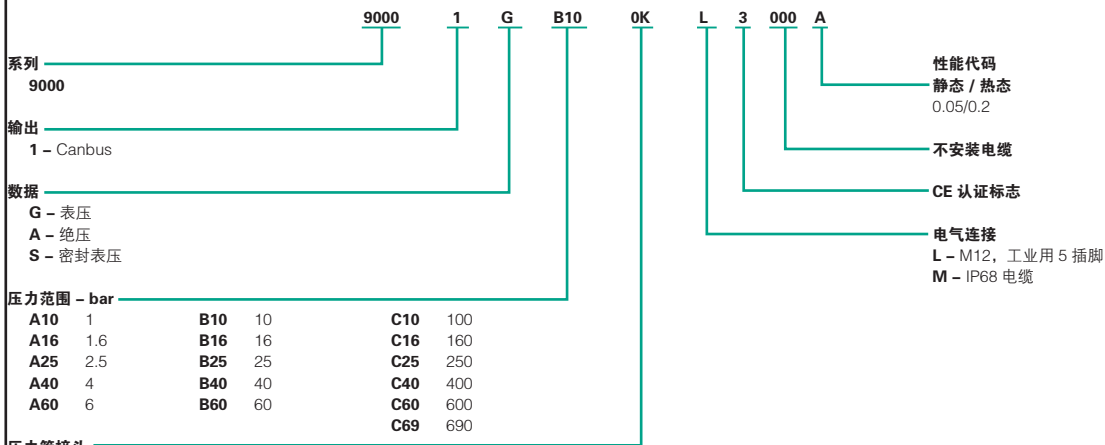 9000 1 G B10 0K L 3 000 A
系列
9000
输出
1 – Canbus
数据
G – 表压
A – 绝压
S – 密封表压
压力范围 – bar
A10 1 B10 10 C10 100
A16 1.6 B16 16 C16 160
A25 2.5 B25 25 C25 250
A40 4 B40 40 C40 400
A60 6 B60 60 C60 600
C69 690
性能代码
静态 / 热态
0.05/0.2
不安装电缆
CE 认证标志
电气连接
L – M12，工业用 5 插脚
M – IP68 电缆
压力管接头